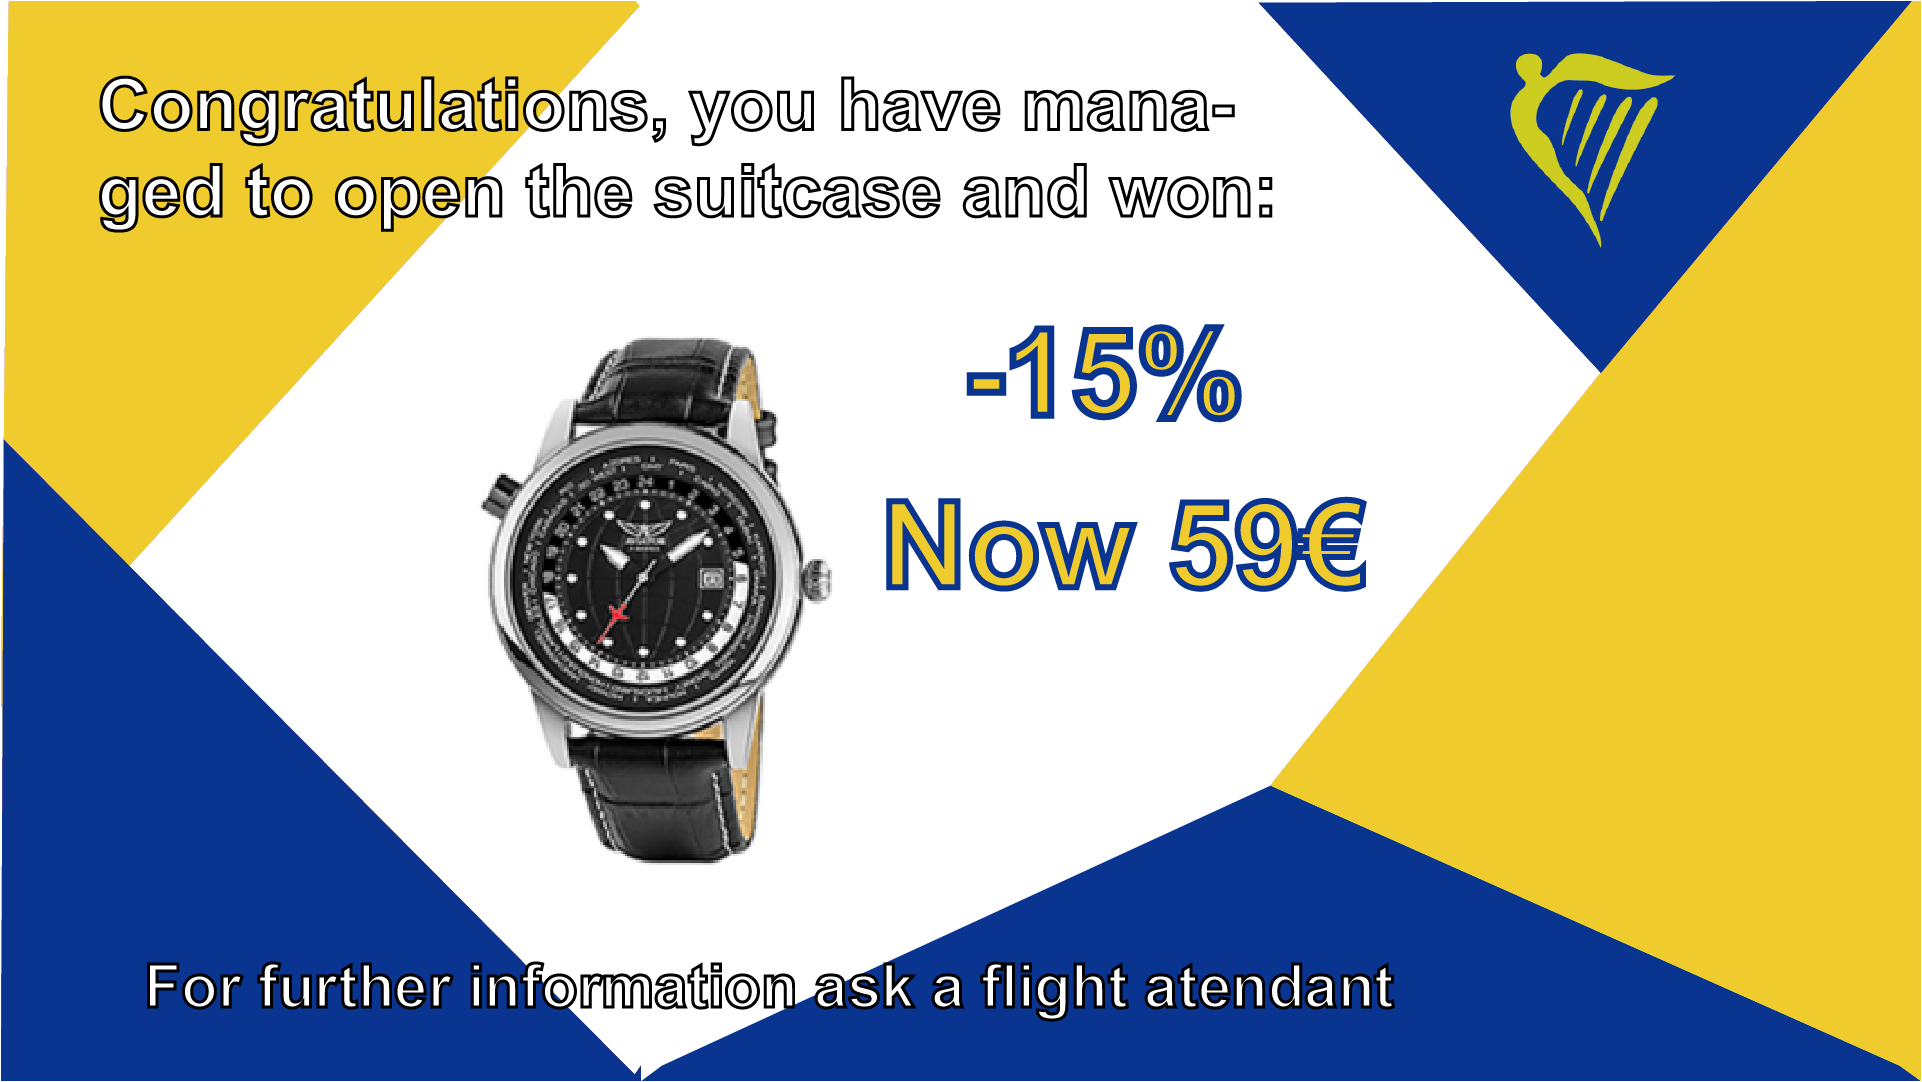 Congratulations, you have mana-
ged to open the suitcase and won:
-15%
Now 59€
For further information ask a flight atendant